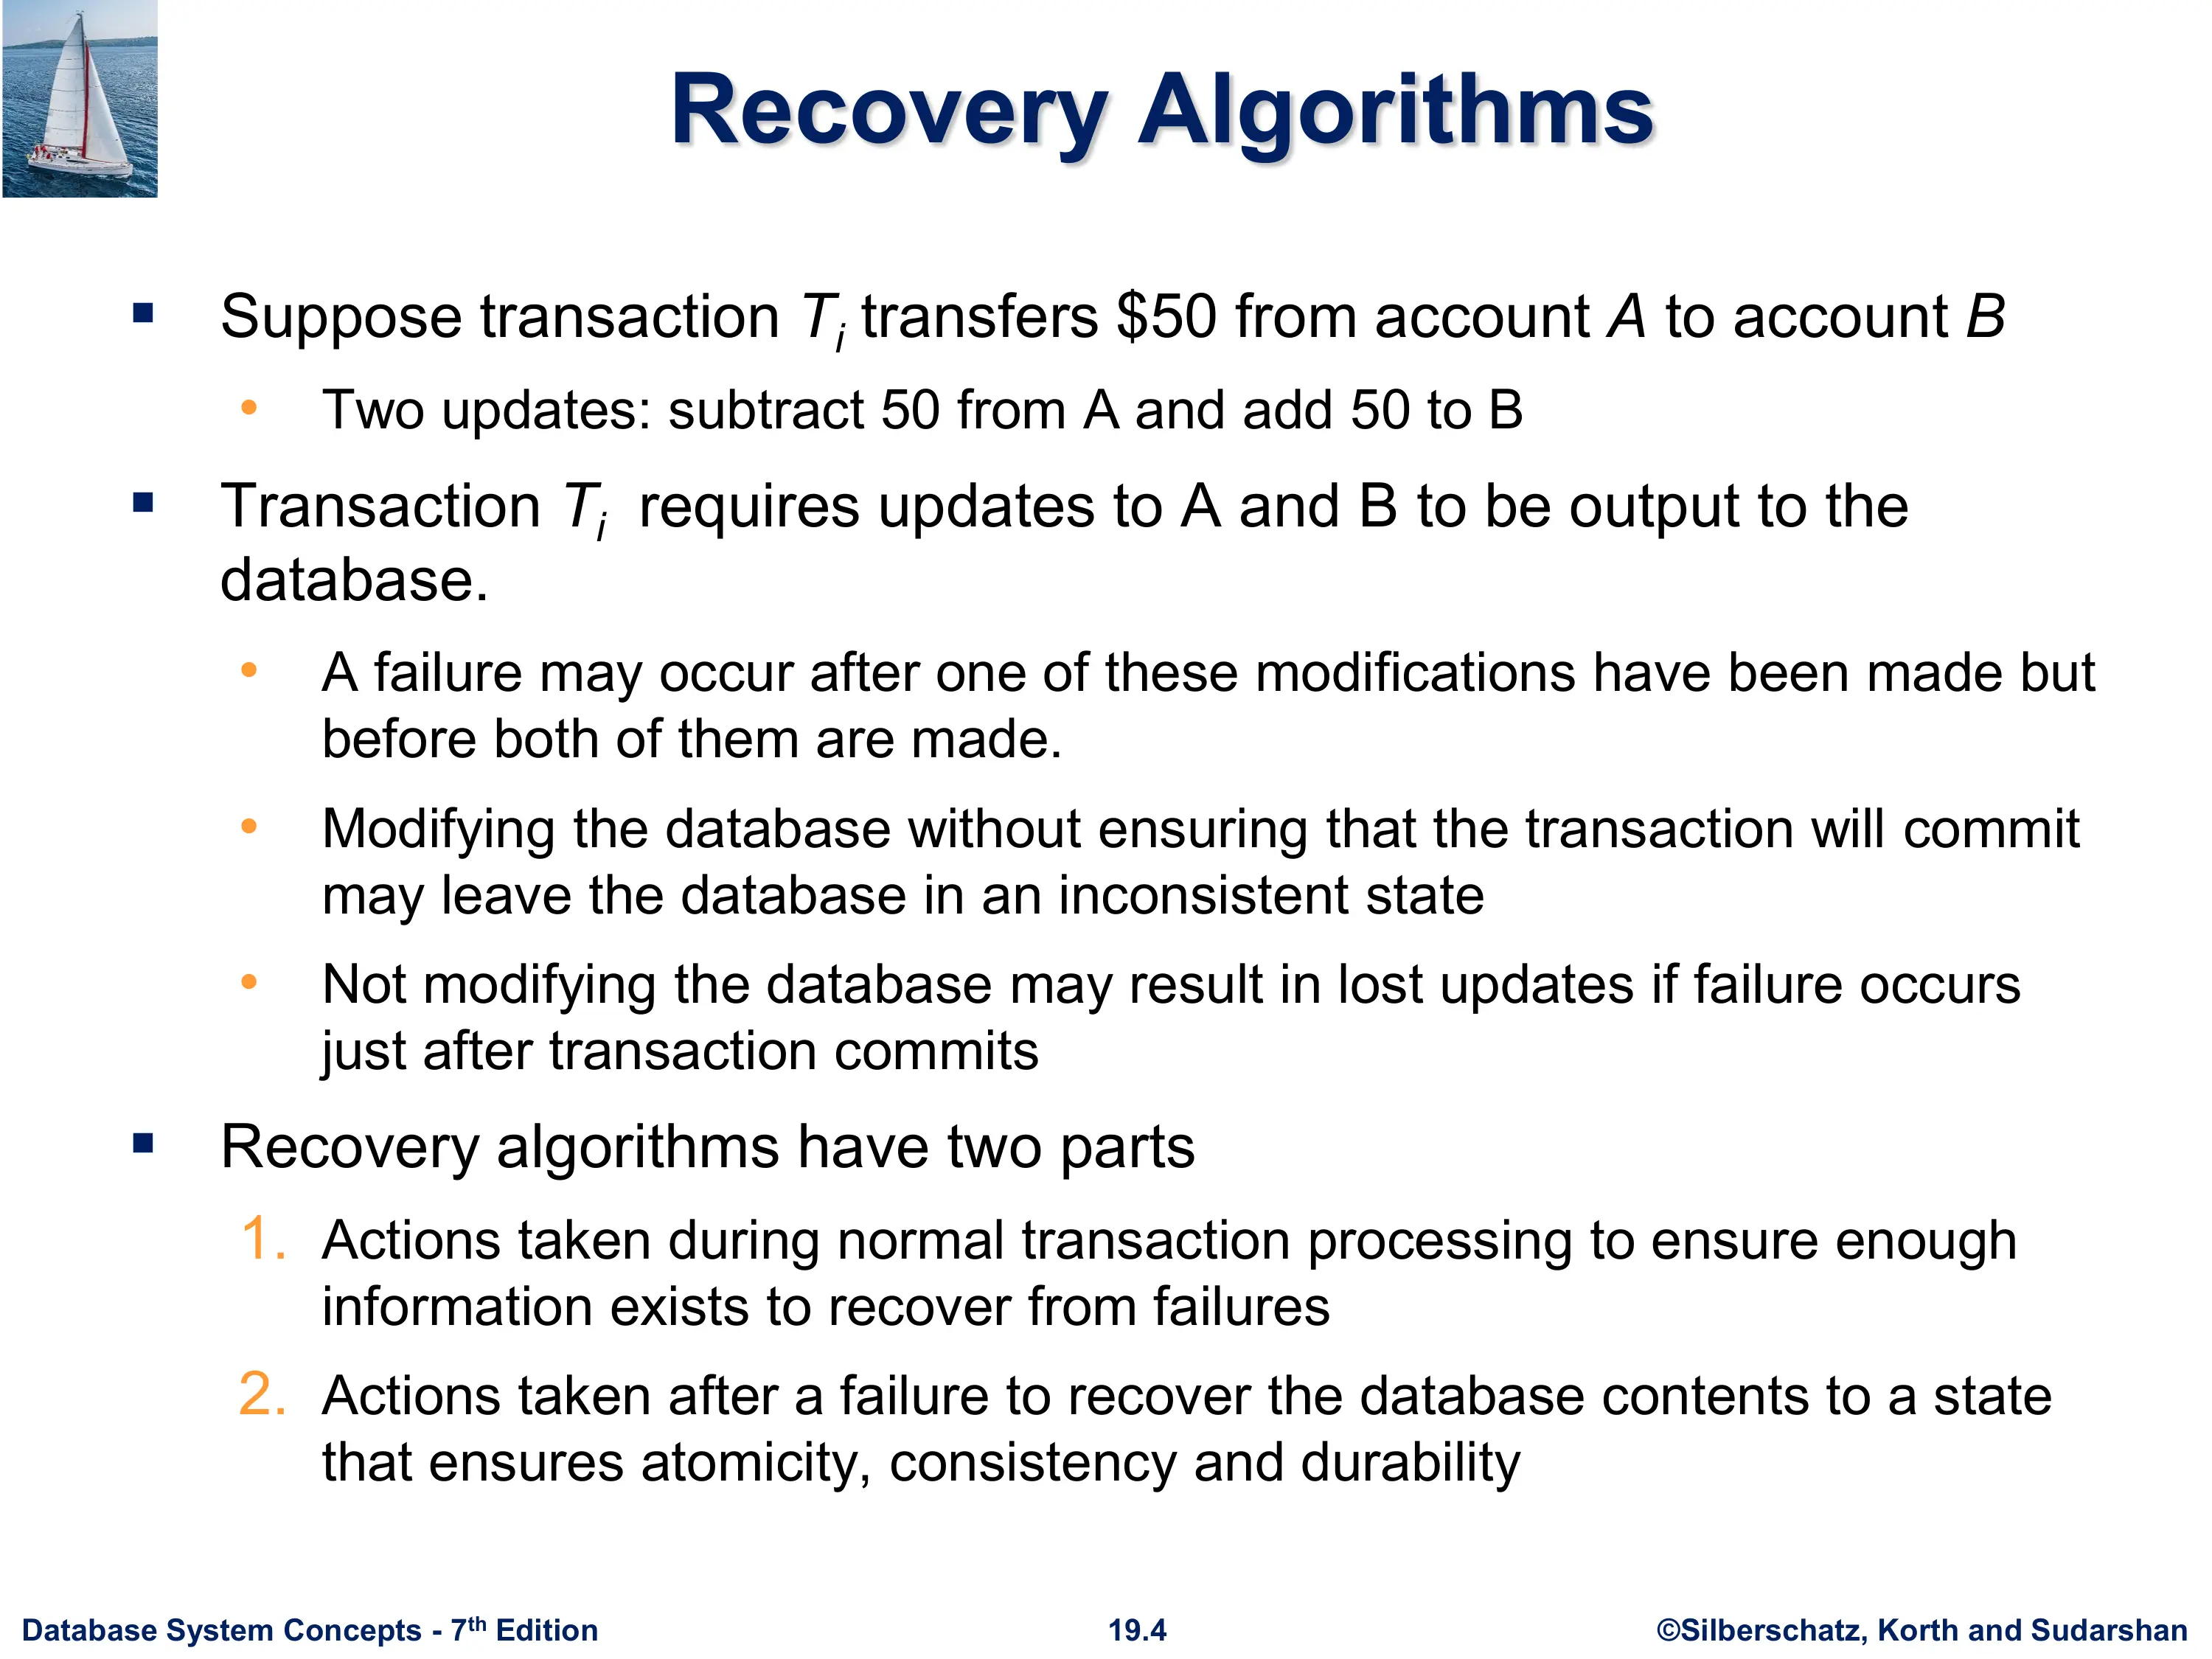 Recovery Algorithms
▪ Suppose transaction Ti transfers $50 from account A to account B
• Two updates: subtract 50 from A and add 50 to B
▪ Transaction Ti requires updates to A and B to be output to the
database.
• A failure may occur after one of these modifications have been made but
before both of them are made.
• Modifying the database without ensuring that the transaction will commit
may leave the database in an inconsistent state
• Not modifying the database may result in lost updates if failure occurs
just after transaction commits
▪ Recovery algorithms have two parts
1. Actions taken during normal transaction processing to ensure enough
information exists to recover from failures
2. Actions taken after a failure to recover the database contents to a state
that ensures atomicity, consistency and durability
Database System Concepts - 7th Edition 19.4 ©Silberschatz, Korth and Sudarshan